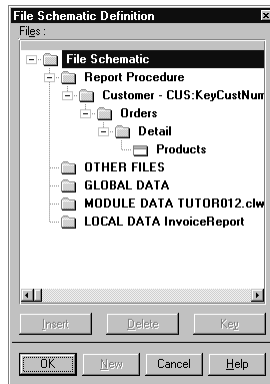 File Schematic Definition
Files :
File Schematic
Report Procedure
Customer - CUS:KeyCustNum
Orders
Detail
Products
OTHER FILES
GLOBAL DATA
MODULE DATA TUTOR012.clw
LOCAL DATA InvoiceReport
Insert Delete Key
OK New Cancel Help